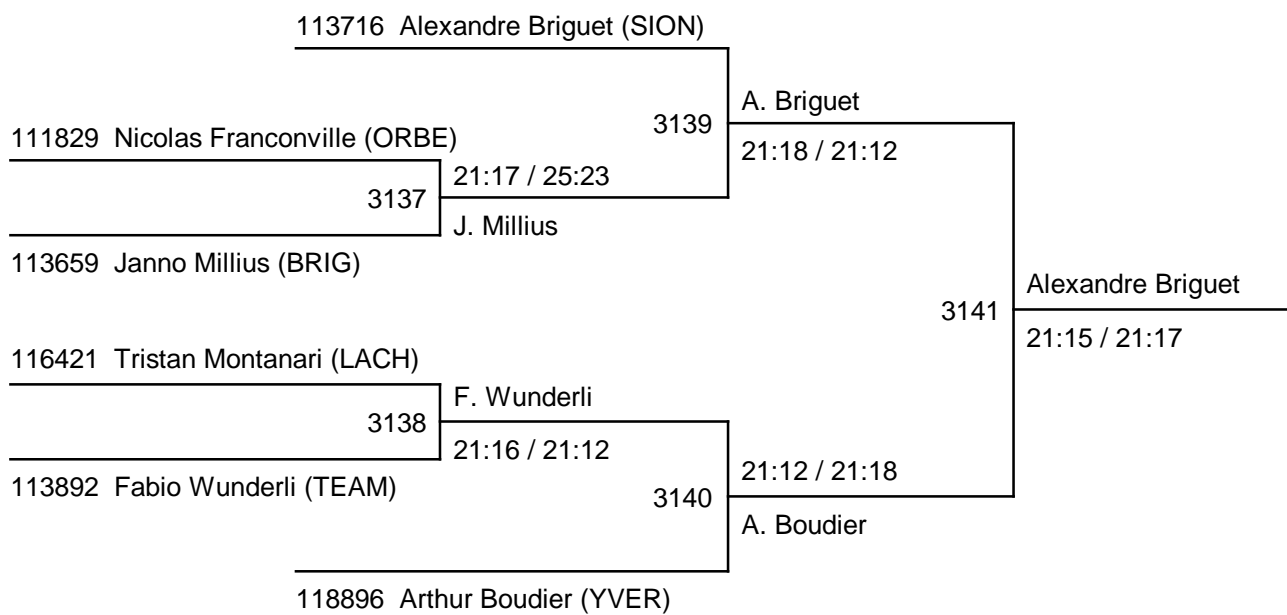 113716 Alexandre Briguet (SION)
A. Briguet
3139
111829 Nicolas Franconville (ORBE)
21:18 / 21:12
21:17 / 25:23
3137
J. Millius
113659 Janno Millius (BRIG)
Alexandre Briguet
3141
21:15 / 21:17
116421 Tristan Montanari (LACH)
F. Wunderli
3138
21:16 / 21:12
21:12 / 21:18
113892 Fabio Wunderli (TEAM)
3140
A. Boudier
118896 Arthur Boudier (YVER)